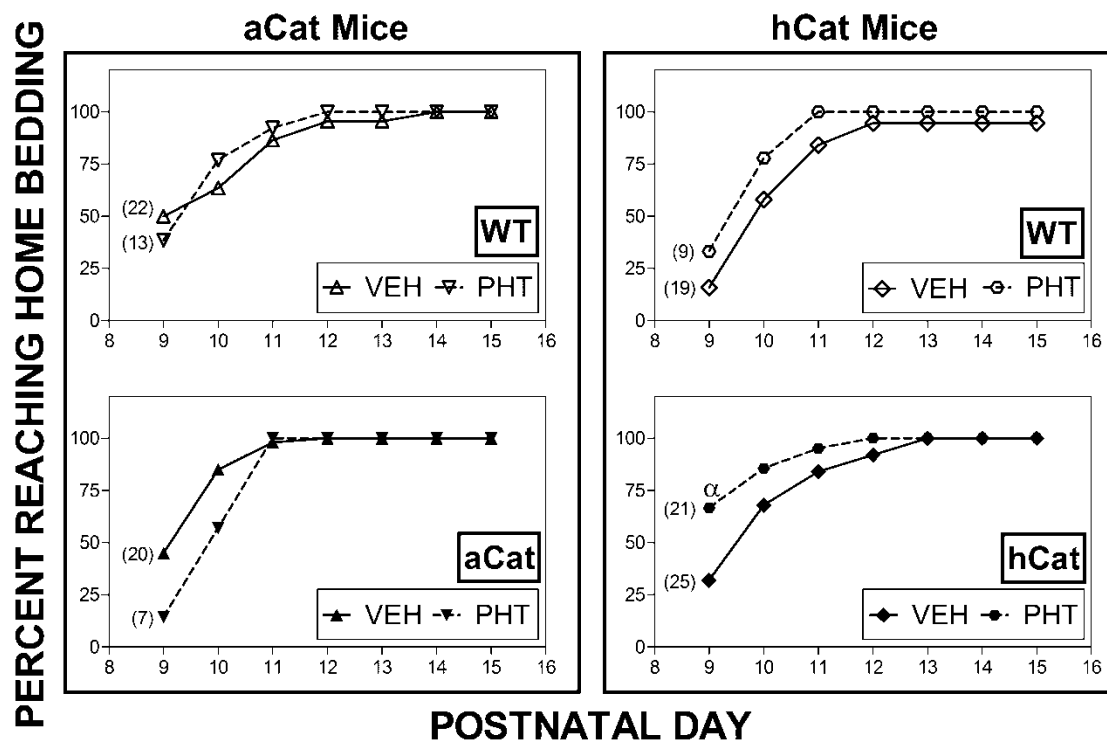 aCat Mice
hCat Mice
PERCENT REACHING HOME BEDDING
100
75
50
25
0
(22)
(13)
WT
VEH PHT
8 9 10 11 12 13 14 15 16
100
75
50
25
0
(9)
(19)
WT
VEH PHT
8 9 10 11 12 13 14 15 16
100
75
50
25
0
(20)
(7)
aCat
VEH PHT
8 9 10 11 12 13 14 15 16
100
75
50
25
0
α
(21)
(25)
hCat
VEH PHT
8 9 10 11 12 13 14 15 16
POSTNATAL DAY